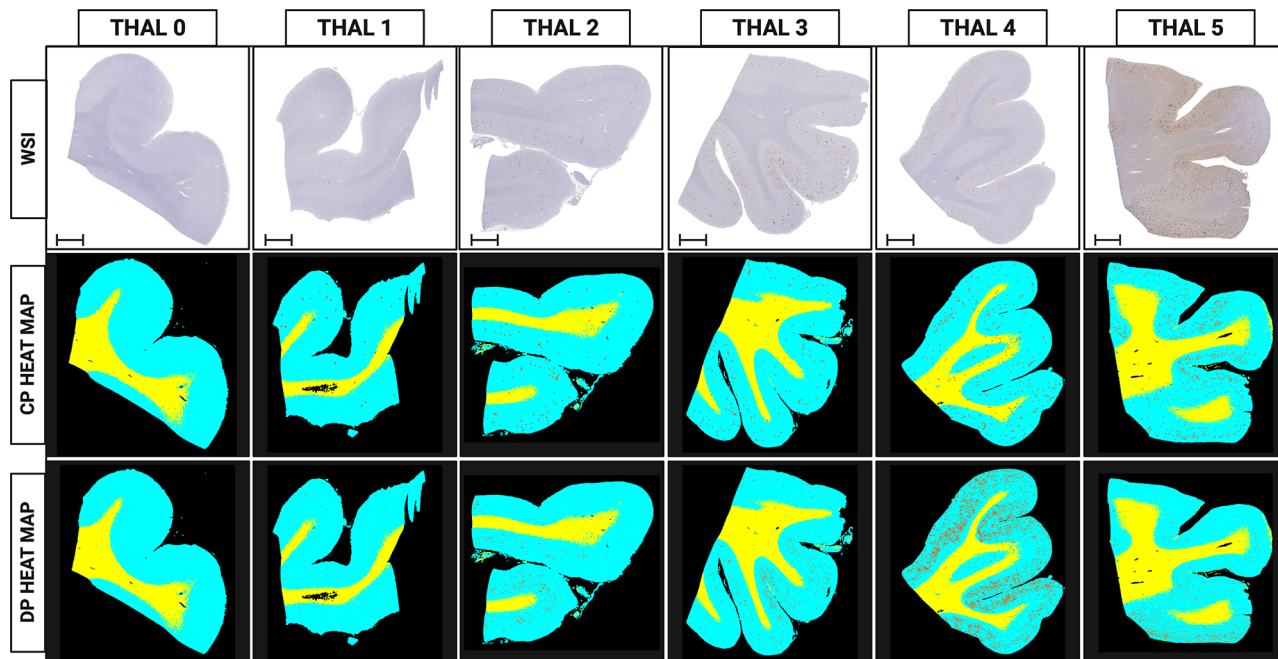 THAL 0
THAL 1
THAL 2
THAL 3
THAL 4
THAL 5
WSI
CP HEAT MAP
DP HEAT MAP